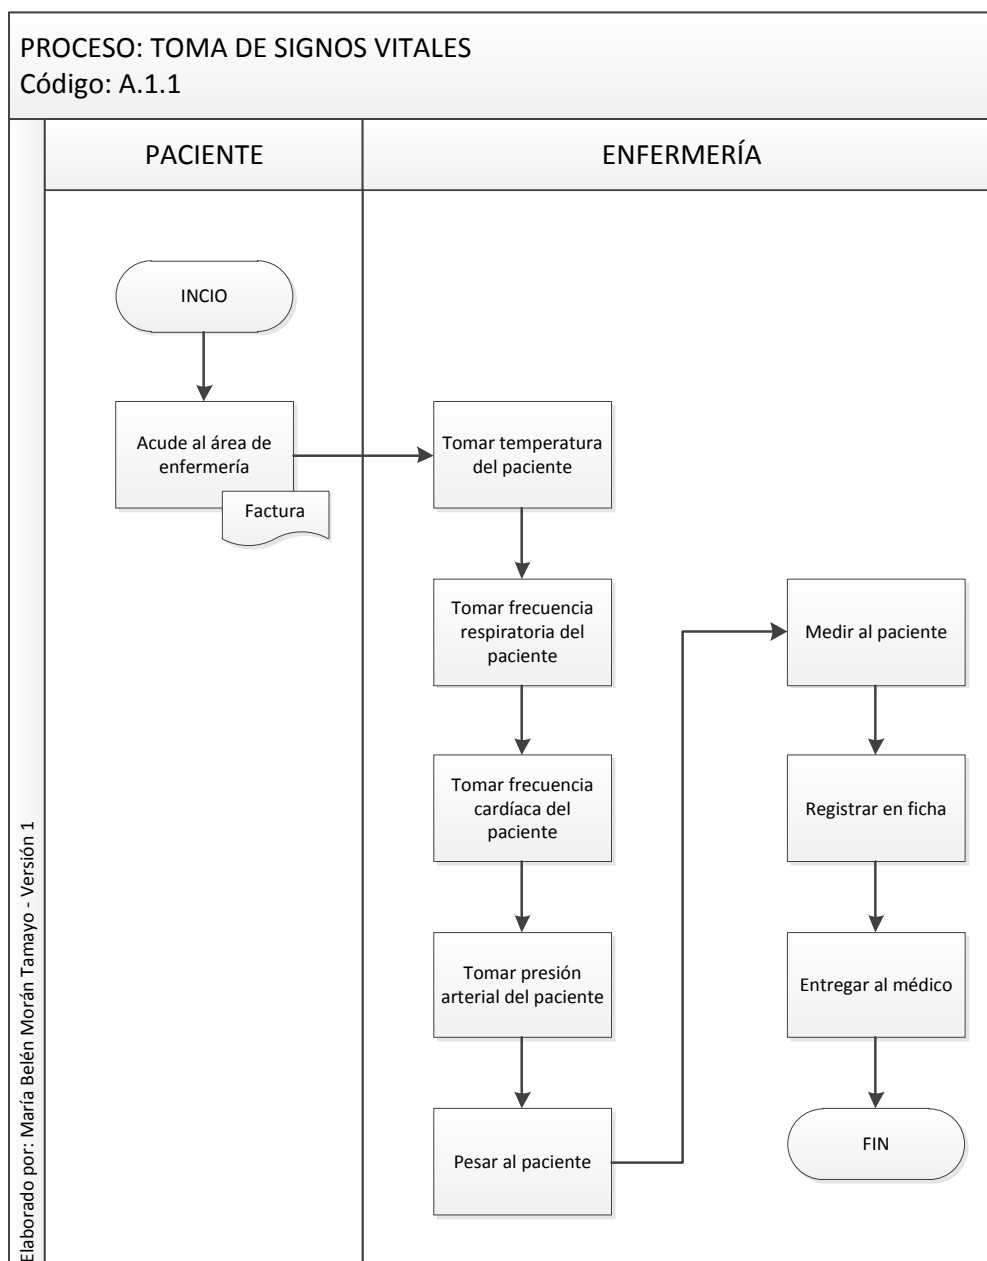 PROCESO: TOMA DE SIGNOS VITALES
Código: A.1.1
PACIENTE
ENFERMERÍA
INCIO
Acude al área de
enfermería
Factura
Tomar temperatura
del paciente
Tomar frecuencia
respiratoria del
paciente
Tomar frecuencia
cardíaca del
paciente
Tomar presión
arterial del paciente
Pesar al paciente
Medir al paciente
Registrar en ficha
Entregar al médico
FIN
Elaborado por: María Belén Morán Tamayo - Versión 1